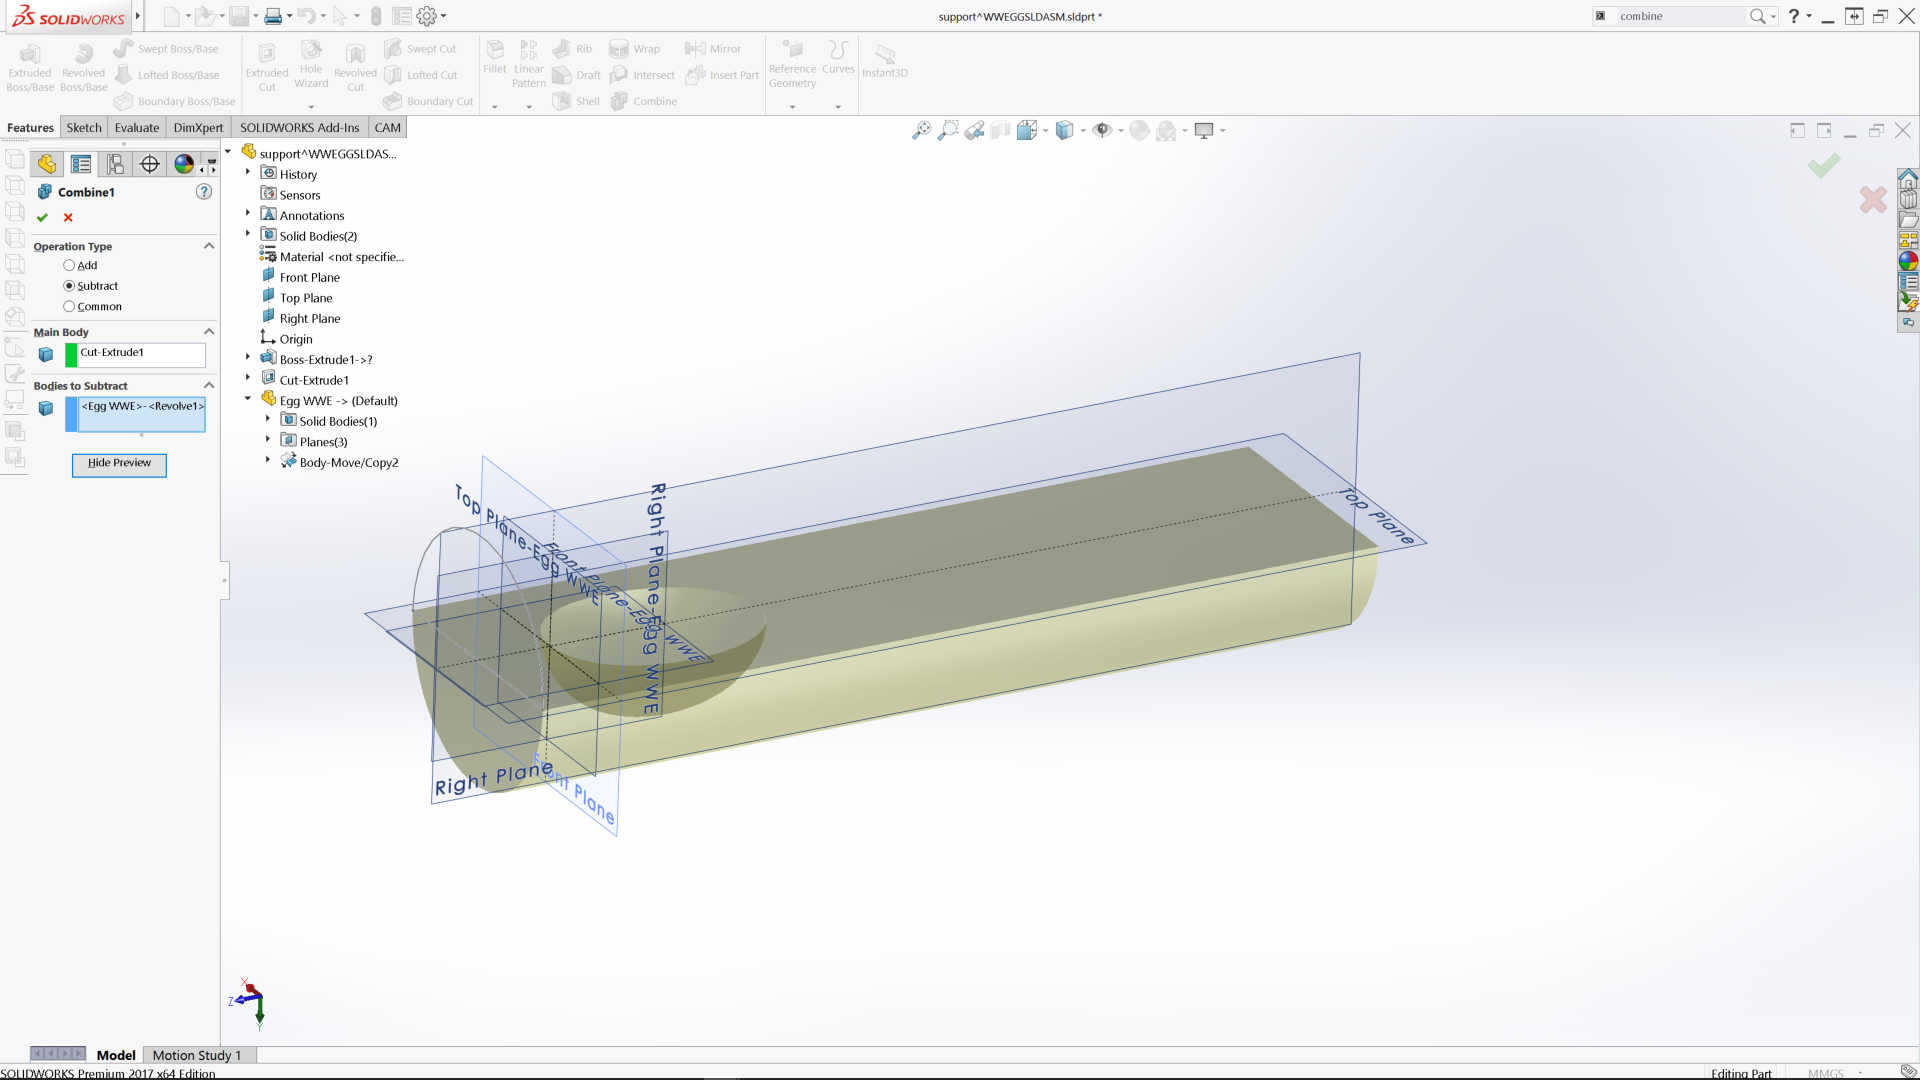 SOLIDWORKS
support^WWEGGSLDASM.sldprt *
combine
?
Extruded Boss/Base
Revolved Boss/Base
Swept Boss/Base
Lofted Boss/Base
Boundary Boss/Base
Extruded Cut
Hole Wizard
Revolved Cut
Swept Cut
Lofted Cut
Boundary Cut
Fillet
Linear Pattern
Rib
Draft
Shell
Wrap
Intersect
Combine
Mirror
Insert Part
Reference Geometry
Curves
Instant3D
Features
Sketch
Evaluate
DimXpert
SOLIDWORKS Add-Ins
CAM
Combine1
?
Operation Type
Add
Subtract
Common
Main Body
Cut-Extrude1
Bodies to Subtract
<Egg WWE>-<Revolve1>
Hide Preview
support^WWEGGSLDAS...
History
Sensors
Annotations
Solid Bodies(2)
Material <not specifie...
Front Plane
Top Plane
Right Plane
Origin
Boss-Extrude1->?
Cut-Extrude1
Egg WWE -> (Default)
Solid Bodies(1)
Planes(3)
Body-Move/Copy2
Top Plane-Egg WWE
Front Plane-Egg WWE
Right Plane-Egg WWE
Top Plane
Right Plane
Front Plane
X
Z
Y
Model
Motion Study 1
SOLIDWORKS Premium 2017 x64 Edition
Editing Part
MMGS